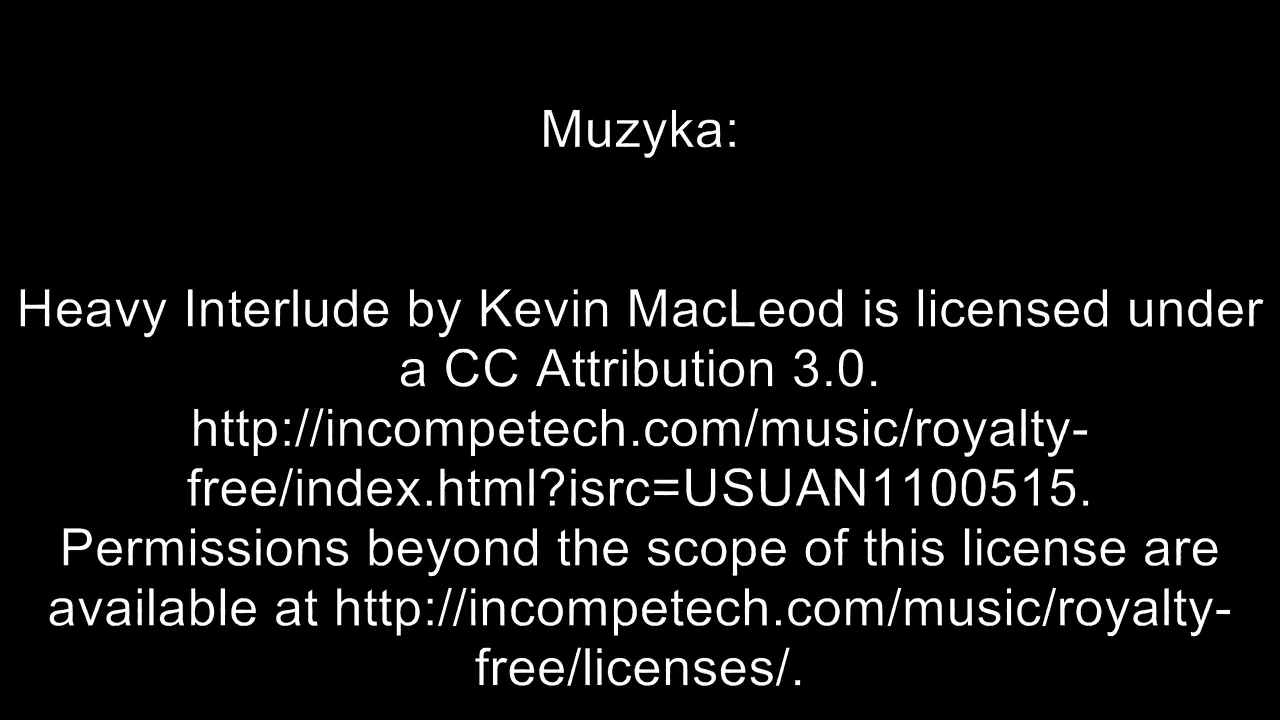 Muzyka:
Heavy Interlude by Kevin MacLeod is licensed under
a CC Attribution 3.0.
http://incompetech.com/music/royalty-
free/index.html?isrc=USUAN1100515.
Permissions beyond the scope of this license are
available at http://incompetech.com/music/royalty-
free/licenses/.